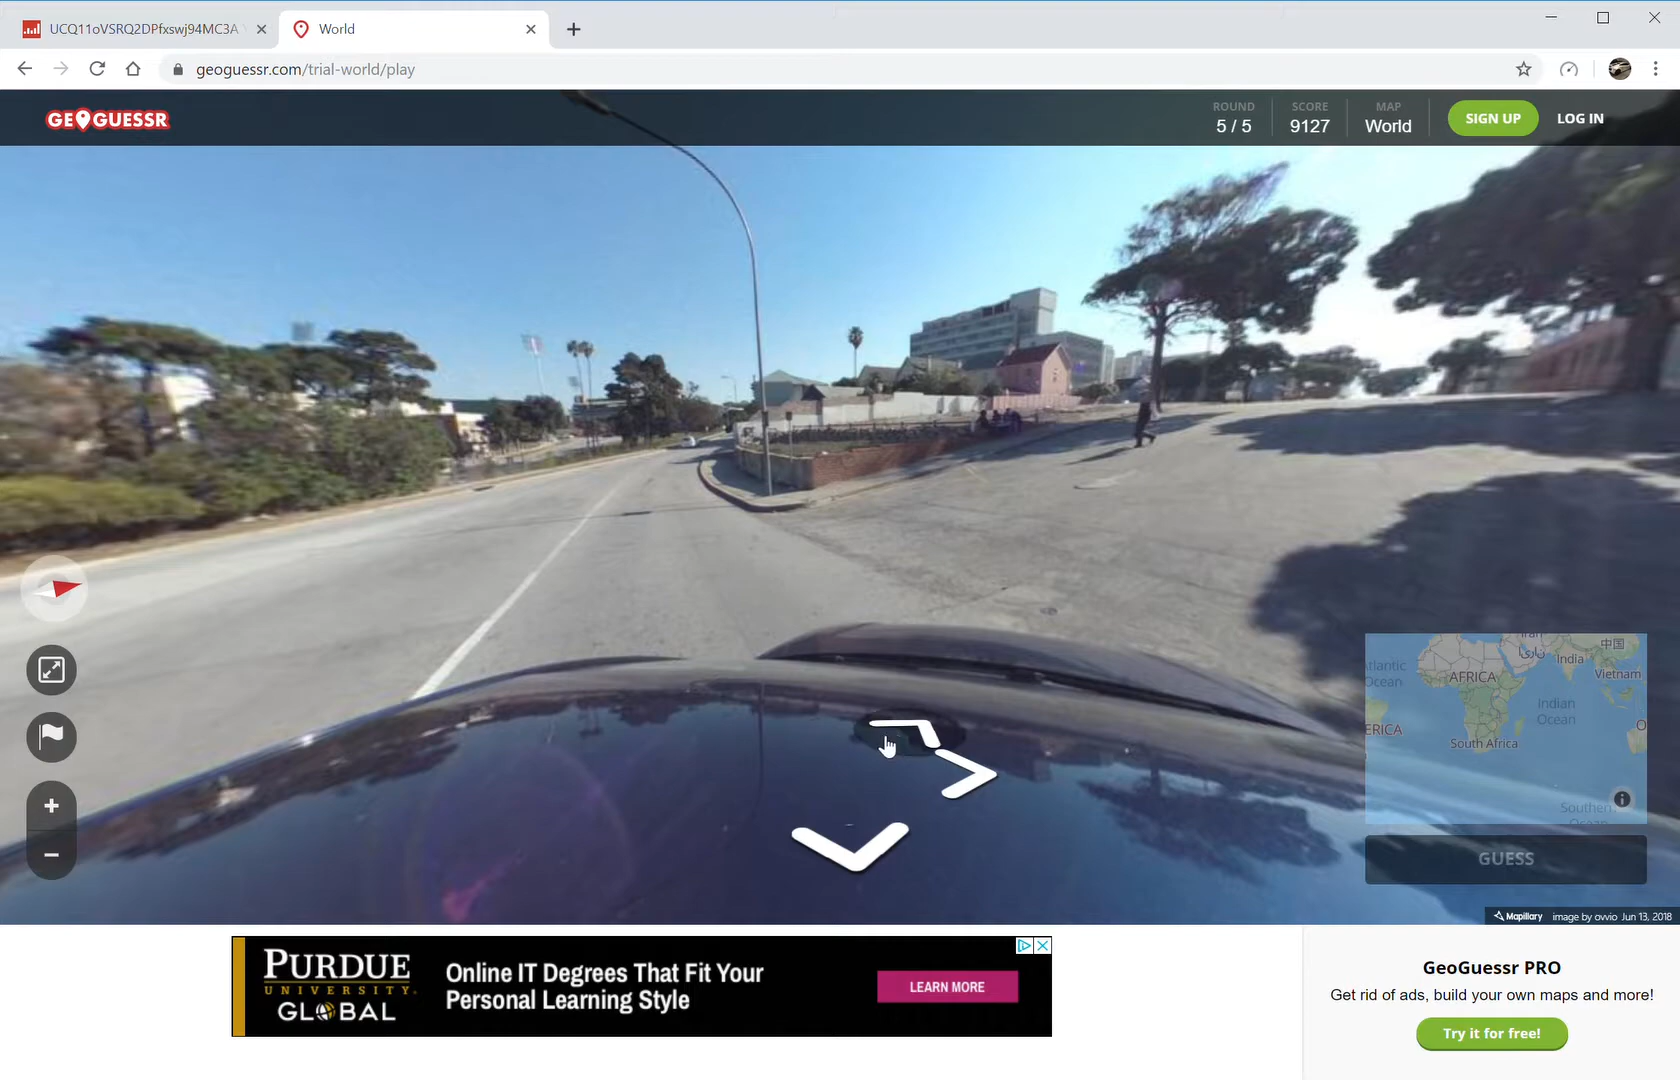 UCQ11oVSRQ2DPfxswj94MC3A
World
geoguessr.com/trial-world/play
GEOGUESSR
ROUND
5 / 5
SCORE
9127
MAP
World
SIGN UP
LOG IN
中国
India
Vietnam
AFRICA
Indian
Ocean
South Africa
GUESS
Mapillary image by ovvio Jun 13, 2018
PURDUE
UNIVERSITY
GLOBAL
Online IT Degrees That Fit Your
Personal Learning Style
LEARN MORE
GeoGuessr PRO
Get rid of ads, build your own maps and more!
Try it for free!